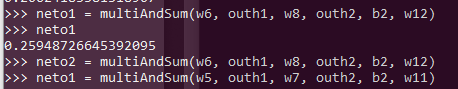 >>> neto1 = multiAndSum(w6, outh1, w8, outh2, b2, w12)
>>> neto1
0.25948726645392095
>>> neto2 = multiAndSum(w6, outh1, w8, outh2, b2, w12)
>>> neto1 = multiAndSum(w5, outh1, w7, outh2, b2, w11)